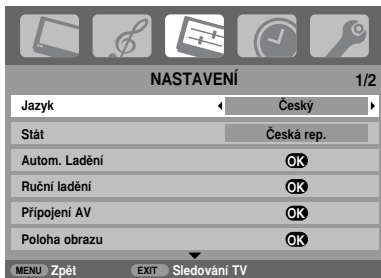 NASTAVENÍ 1/2
Jazyk Český
Stát Česká rep.
Autom. Ladění OK
Ruční ladění OK
Přípojení AV OK
Poloha obrazu OK
MENU Zpět EXIT Sledování TV